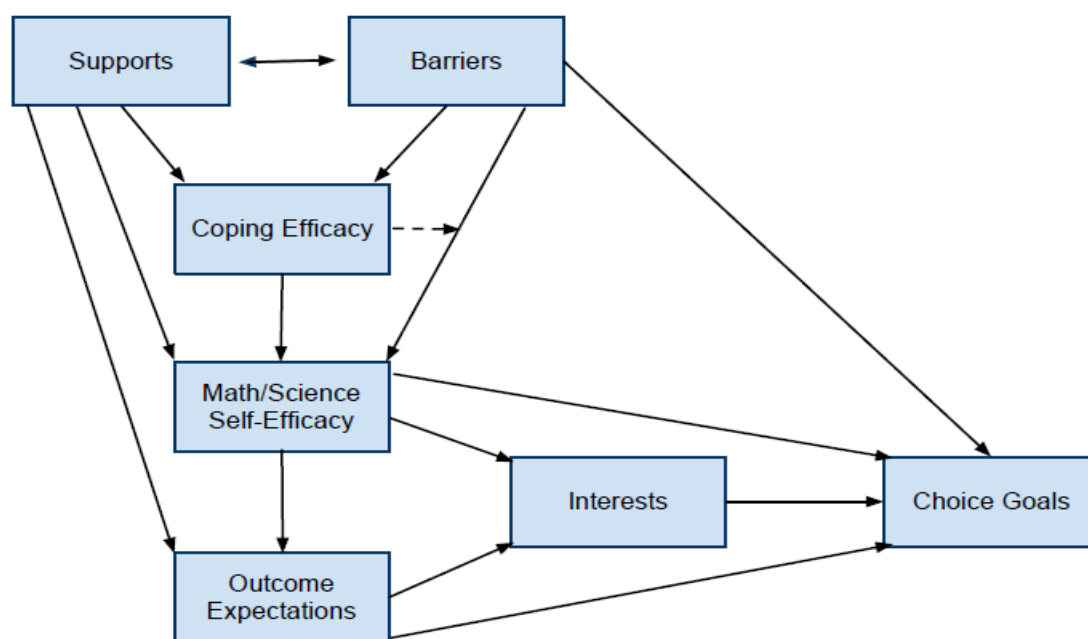 Supports
Barriers
Coping Efficacy
Math/Science
Self-Efficacy
Interests
Choice Goals
Outcome
Expectations